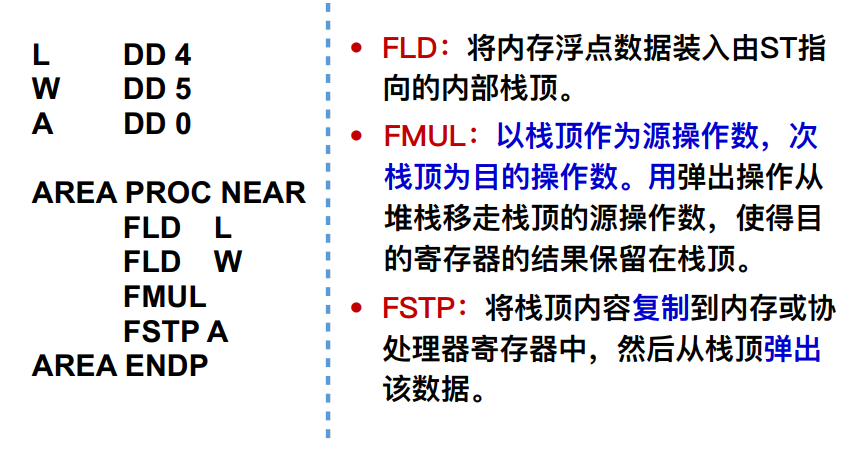 L DD 4
W DD 5
A DD 0
AREA PROC NEAR
FLD L
FLD W
FMUL
FSTP A
AREA ENDP
• FLD：将内存浮点数据装入由ST指
向的内部栈顶。
• FMUL：以栈顶作为源操作数，次
栈顶为目的操作数。用弹出操作从
堆栈移走栈顶的源操作数，使得目
的寄存器的结果保留在栈顶。
• FSTP：将栈顶内容复制到内存或协
处理器寄存器中，然后从栈顶弹出
该数据。